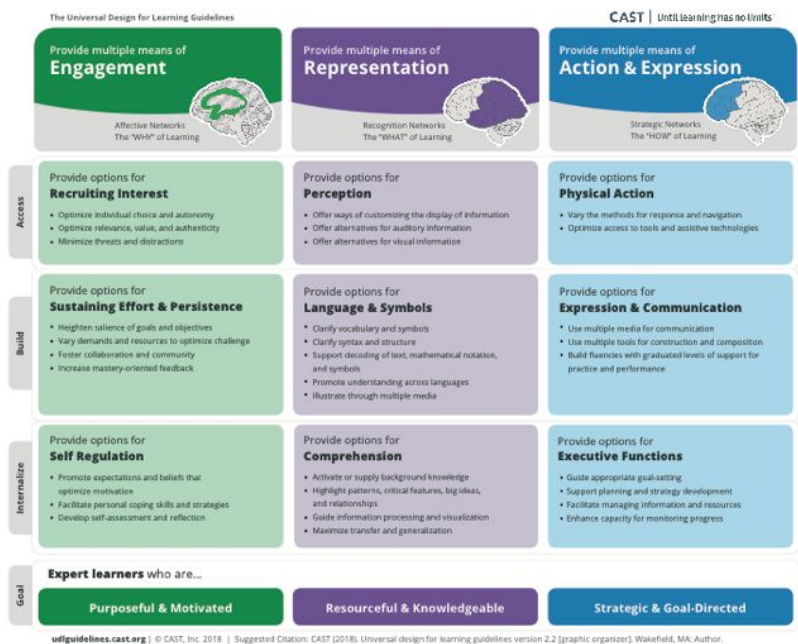 The Universal Design for Learning Guidelines
CAST | Until learning has no limits
Provide multiple means of
Engagement
Affective Networks
The "WHY" of Learning
Provide multiple means of
Representation
Recognition Networks
The "WHAT" of Learning
Provide multiple means of
Action & Expression
Strategic Networks
The "HOW" of Learning
Access
Provide options for
Recruiting Interest
• Optimize individual choice and autonomy
• Optimize relevance, value, and authenticity
• Minimize threats and distractions
Provide options for
Perception
• Offer ways of customizing the display of information
• Offer alternatives for auditory information
• Offer alternatives for visual information
Provide options for
Physical Action
• Vary the methods for response and navigation
• Optimize access to tools and assistive technologies
Build
Provide options for
Sustaining Effort & Persistence
• Heighten salience of goals and objectives
• Vary demands and resources to optimize challenge
• Foster collaboration and community
• Increase mastery-oriented feedback
Provide options for
Language & Symbols
• Clarify vocabulary and symbols
• Clarify syntax and structure
• Support decoding of text, mathematical notation,
and symbols
• Promote understanding across languages
• Illustrate through multiple media
Provide options for
Expression & Communication
• Use multiple media for communication
• Use multiple tools for construction and composition
• Build fluencies with graduated levels of support for
practice and performance
Internalize
Provide options for
Self Regulation
• Promote expectations and beliefs that
optimize motivation
• Facilitate personal coping skills and strategies
• Develop self-assessment and reflection
Provide options for
Comprehension
• Activate or supply background knowledge
• Highlight patterns, critical features, big ideas,
and relationships
• Guide information processing and visualization
• Maximize transfer and generalization
Provide options for
Executive Functions
• Guide appropriate goal-setting
• Support planning and strategy development
• Facilitate managing information and resources
• Enhance capacity for monitoring progress
Goal
Expert learners who are...
Purposeful & Motivated
Resourceful & Knowledgeable
Strategic & Goal-Directed
udlguidelines.cast.org | © CAST, Inc. 2018 | Suggested Citation: CAST (2018). Universal design for learning guidelines version 2.2 [graphic organizer]. Wakefield, MA: Author.